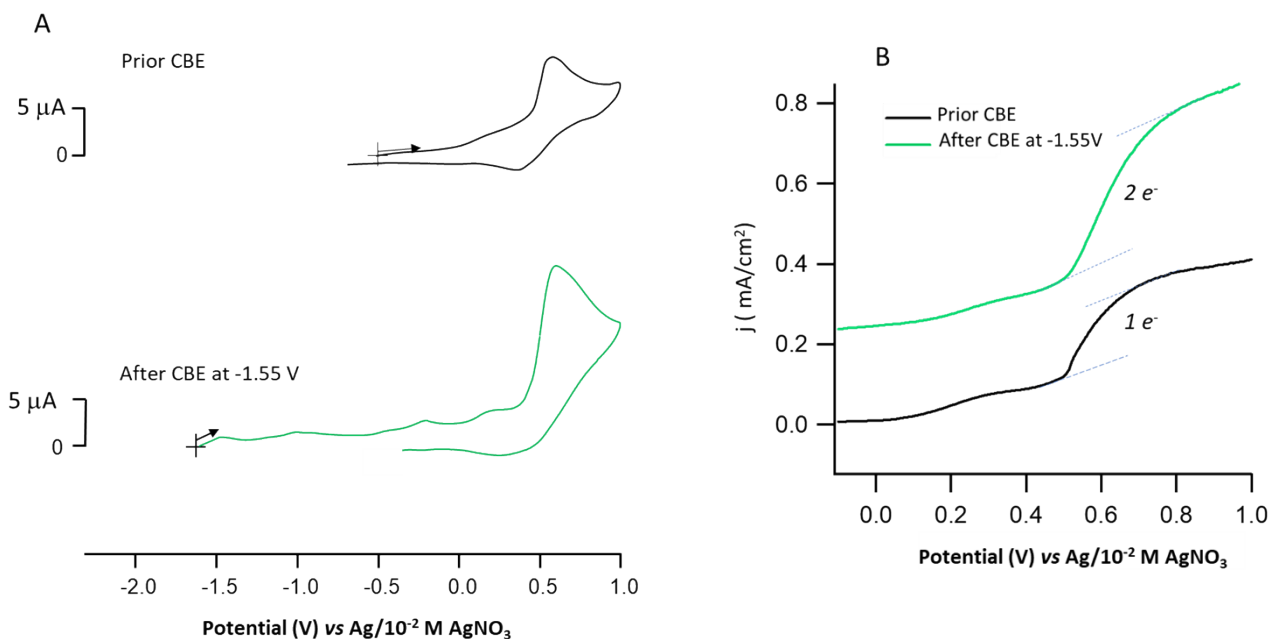 A
Prior CBE
5 μA
0
After CBE at -1.55 V
5 μA
0
-2.0 -1.5 -1.0 -0.5 0.0 0.5 1.0
Potential (V) vs Ag/10⁻² M AgNO₃
B
Prior CBE
After CBE at -1.55V
0.8
0.6
0.4
0.2
0.0
j ( mA/cm²)
2 e⁻
1 e⁻
0.0 0.2 0.4 0.6 0.8 1.0
Potential (V) vs Ag/10⁻² M AgNO₃